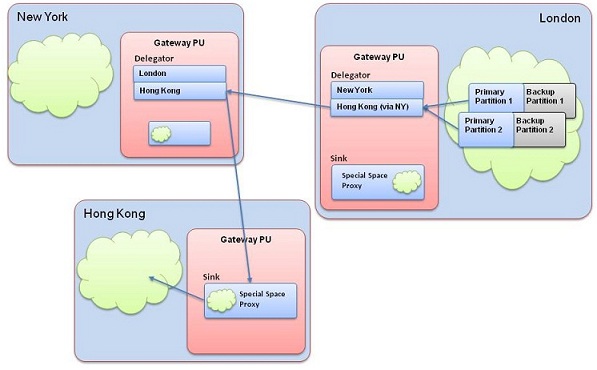 New York
Gateway PU
Delegator
London
Hong Kong
London
Gateway PU
Delegator
New York
Hong Kong (via NY)
Sink
Special Space
Proxy
Primary
Partition 1
Backup
Partition 1
Primary
Partition 2
Backup
Partition 2
Hong Kong
Gateway PU
Sink
Special Space
Proxy